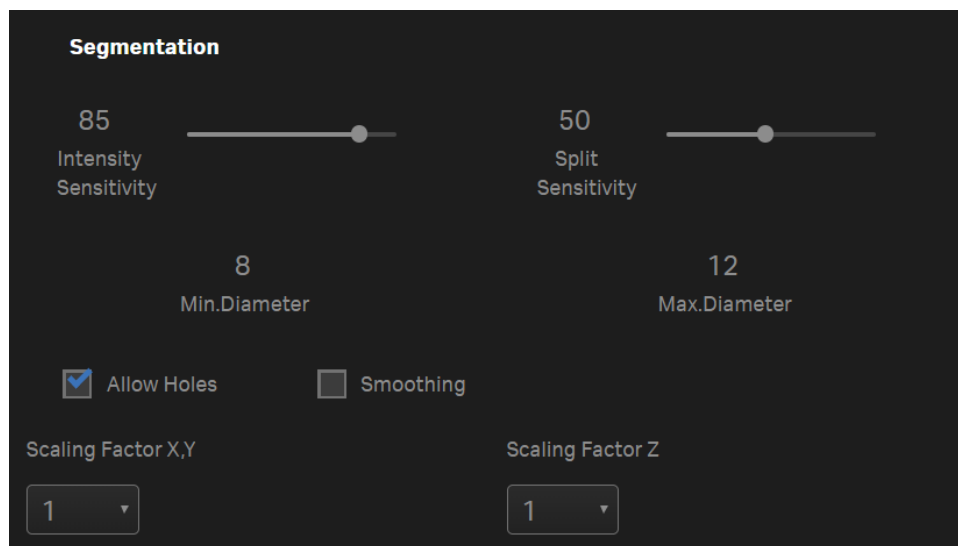 Segmentation
85
Intensity
Sensitivity
50
Split
Sensitivity
8
Min.Diameter
12
Max.Diameter
Allow Holes
Smoothing
Scaling Factor X,Y
Scaling Factor Z
1
1